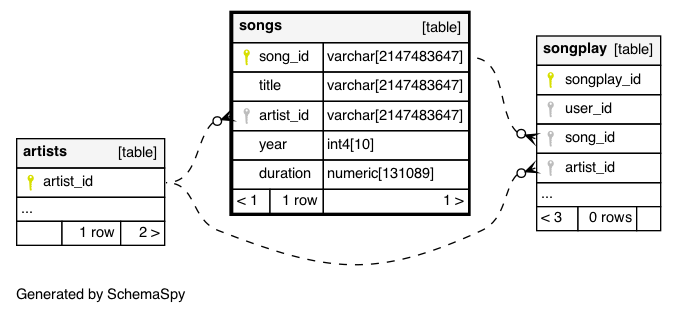 songs [table]
song_id varchar[2147483647]
title varchar[2147483647]
artist_id varchar[2147483647]
year int4[10]
duration numeric[131089]
< 1 1 row 1 >
songplay [table]
songplay_id
user_id
song_id
artist_id
...
< 3 0 rows
artists [table]
artist_id
...
1 row 2 >
Generated by SchemaSpy